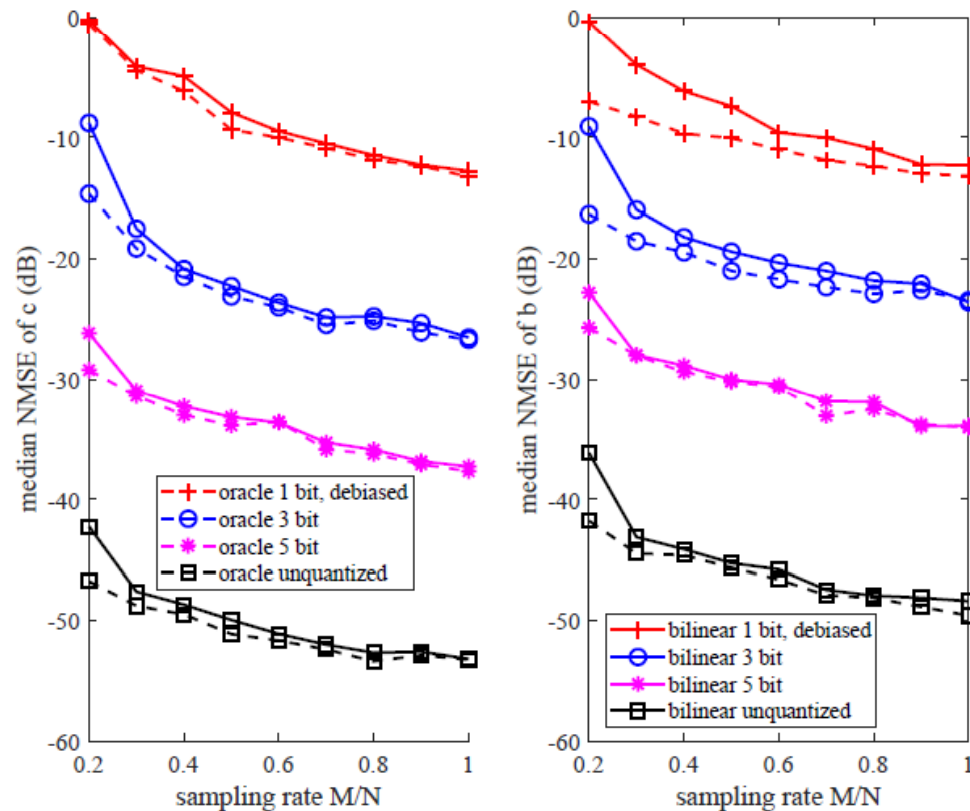 0
-10
-20
-30
-40
-50
-60
median NMSE of c (dB)
oracle 1 bit, debiased
oracle 3 bit
oracle 5 bit
oracle unquantized
0.2
0.4
0.6
0.8
1
sampling rate M/N
0
-10
-20
-30
-40
-50
-60
median NMSE of b (dB)
bilinear 1 bit, debiased
bilinear 3 bit
bilinear 5 bit
bilinear unquantized
0.2
0.4
0.6
0.8
1
sampling rate M/N